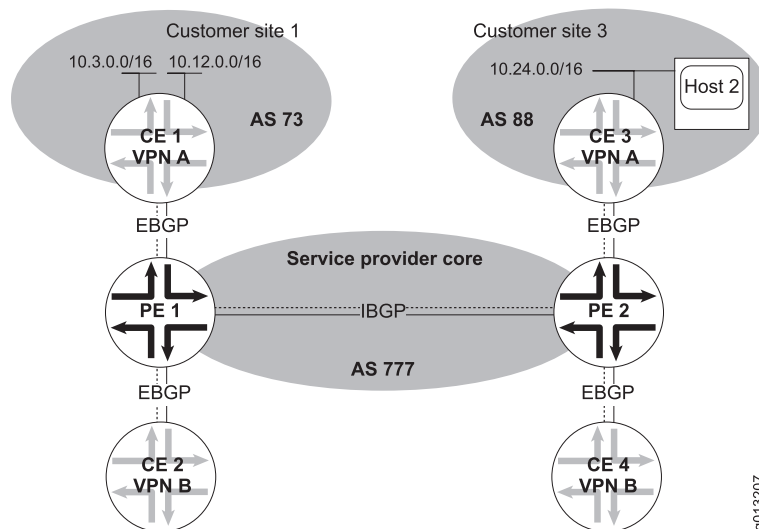 Customer site 1
10.3.0.0/16
10.12.0.0/16
AS 73
CE 1
VPN A
Customer site 3
10.24.0.0/16
Host 2
AS 88
CE 3
VPN A
EBGP
EBGP
Service provider core
PE 1
IBGP
PE 2
AS 777
EBGP
EBGP
CE 2
VPN B
CE 4
VPN B
g013207